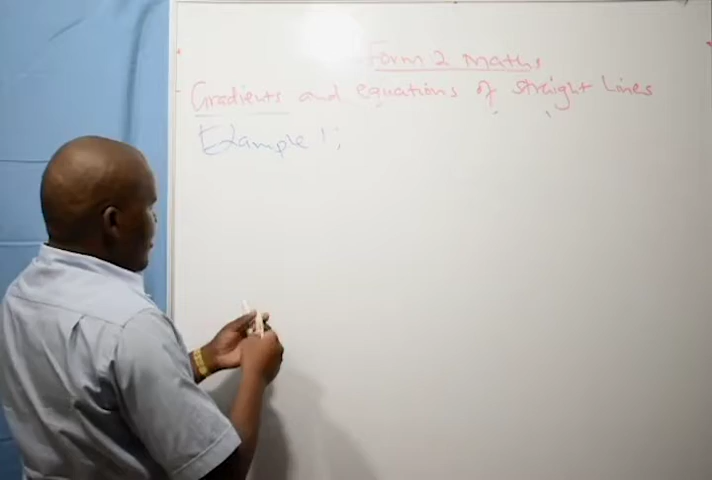 Form 2 Maths
Gradients and equations of straight Lines
Example 1;